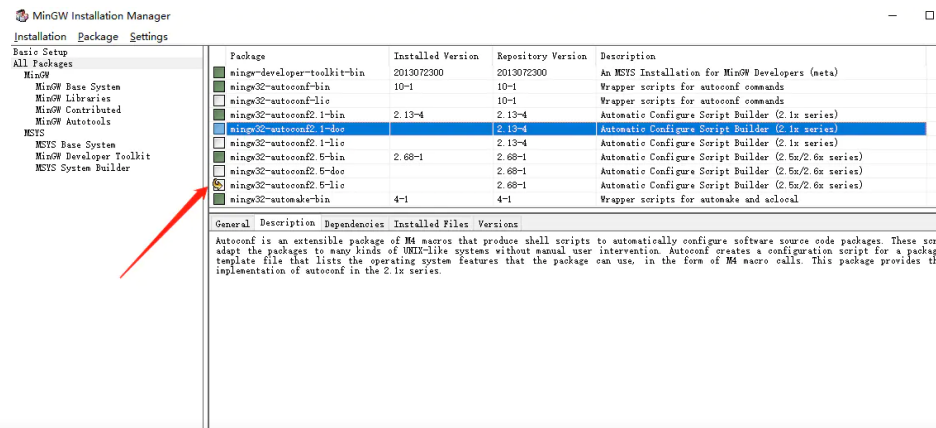 MinGW Installation Manager
Installation Package Settings
Basic Setup
All Packages
MinGW
MinGW Base System
MinGW Libraries
MinGW Contributed
MinGW Autotools
MSYS
MSYS Base System
MinGW Developer Toolkit
MSYS System Builder
Package Installed Version Repository Version Description
mingw-developer-toolkit-bin 2013072300 2013072300 An MSYS Installation for MinGW Developers (meta)
mingw32-autoconf-bin 10-1 10-1 Wrapper scripts for autoconf commands
mingw32-autoconf-lic 10-1 Wrapper scripts for autoconf commands
mingw32-autoconf2.1-bin 2.13-4 2.13-4 Automatic Configure Script Builder (2.1x series)
mingw32-autoconf2.1-doc 2.13-4 Automatic Configure Script Builder (2.1x series)
mingw32-autoconf2.1-lic 2.13-4 Automatic Configure Script Builder (2.1x series)
mingw32-autoconf2.5-bin 2.68-1 2.68-1 Automatic Configure Script Builder (2.5x/2.6x series)
mingw32-autoconf2.5-doc 2.68-1 Automatic Configure Script Builder (2.5x/2.6x series)
mingw32-autoconf2.5-lic 2.68-1 Automatic Configure Script Builder (2.5x/2.6x series)
mingw32-automake-bin 4-1 4-1 Wrapper scripts for automake and aclocal
General Description Dependencies Installed Files Versions
Autoconf is an extensible package of M4 macros that produce shell scripts to automatically configure software source code packages. These scr
adapt the packages to many kinds of UNIX-like systems without manual user intervention. Autoconf creates a configuration script for a packag
template file that lists the operating system features that the package can use, in the form of M4 macro calls. This package provides th
implementation of autoconf in the 2.1x series.